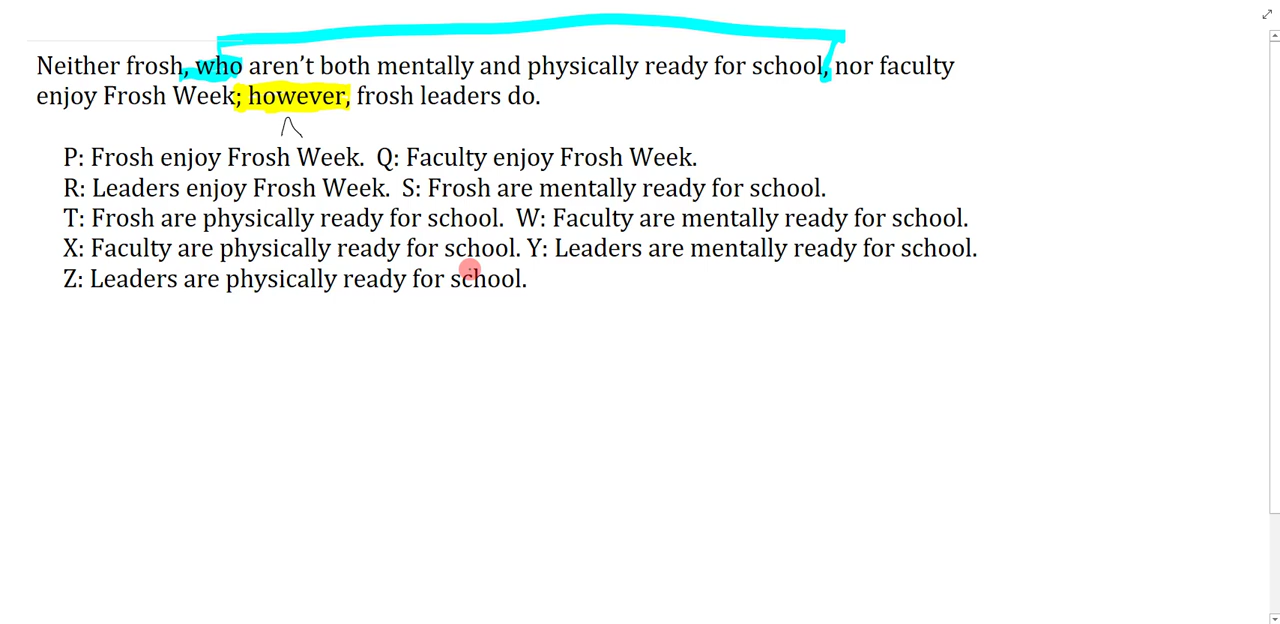 Neither frosh, who aren’t both mentally and physically ready for school, nor faculty
enjoy Frosh Week; however, frosh leaders do.
∧
P: Frosh enjoy Frosh Week. Q: Faculty enjoy Frosh Week.
R: Leaders enjoy Frosh Week. S: Frosh are mentally ready for school.
T: Frosh are physically ready for school. W: Faculty are mentally ready for school.
X: Faculty are physically ready for school. Y: Leaders are mentally ready for school.
Z: Leaders are physically ready for school.